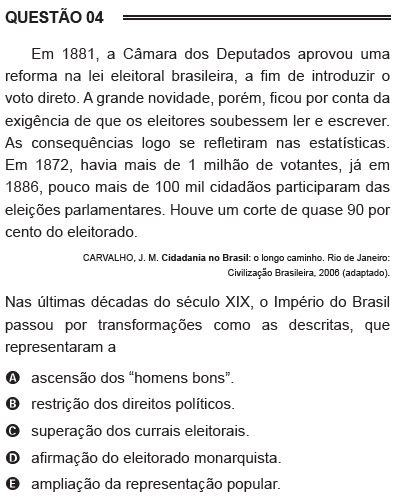 QUESTÃO 04
Em 1881, a Câmara dos Deputados aprovou uma
reforma na lei eleitoral brasileira, a fim de introduzir o
voto direto. A grande novidade, porém, ficou por conta da
exigência de que os eleitores soubessem ler e escrever.
As consequências logo se refletiram nas estatísticas.
Em 1872, havia mais de 1 milhão de votantes, já em
1886, pouco mais de 100 mil cidadãos participaram das
eleições parlamentares. Houve um corte de quase 90 por
cento do eleitorado.
CARVALHO, J. M. Cidadania no Brasil: o longo caminho. Rio de Janeiro:
Civilização Brasileira, 2006 (adaptado).
Nas últimas décadas do século XIX, o Império do Brasil
passou por transformações como as descritas, que
representaram a
A ascensão dos “homens bons”.
B restrição dos direitos políticos.
C superação dos currais eleitorais.
D afirmação do eleitorado monarquista.
E ampliação da representação popular.